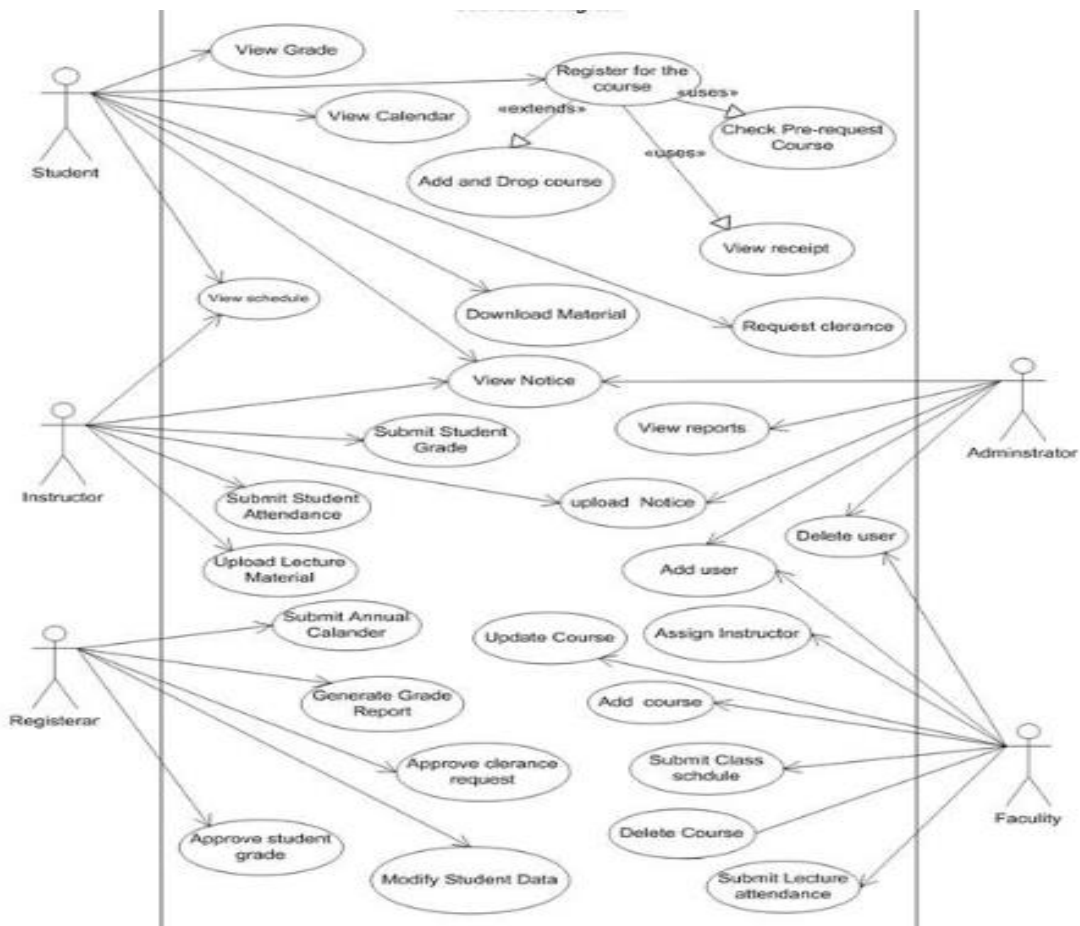 View Grade
Register for the
course
«uses»
«extends»
View Calendar
Check Pre-request
Course
«uses»
Student
Add and Drop course
View receipt
View schedule
Download Material
Request clerance
View Notice
View reports
Submit Student
Grade
Adminstrator
Instructor
Submit Student
Attendance
upload Notice
Delete user
Upload Lecture
Material
Add user
Submit Annual
Calander
Update Course
Assign Instructor
Generate Grade
Report
Add course
Registerar
Approve clerance
request
Submit Class
schdule
Faculity
Delete Course
Approve student
grade
Modify Student Data
Submit Lecture
attendance